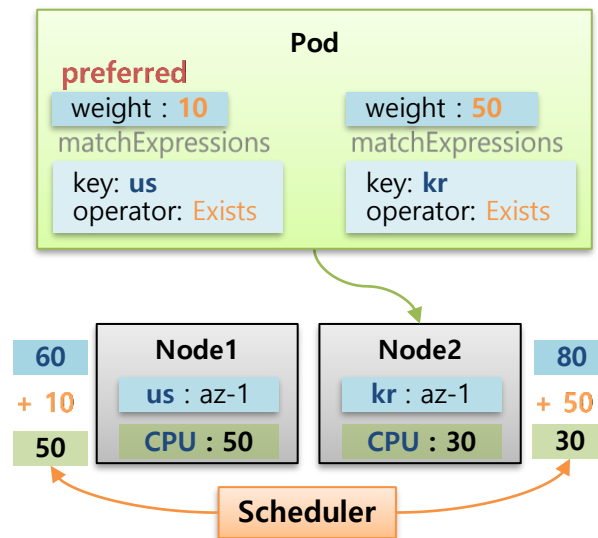 Pod
preferred
weight : 10
matchExpressions
key: us
operator: Exists
weight : 50
matchExpressions
key: kr
operator: Exists
60
+ 10
50
Node1
us : az-1
CPU : 50
Node2
kr : az-1
CPU : 30
80
+ 50
30
Scheduler